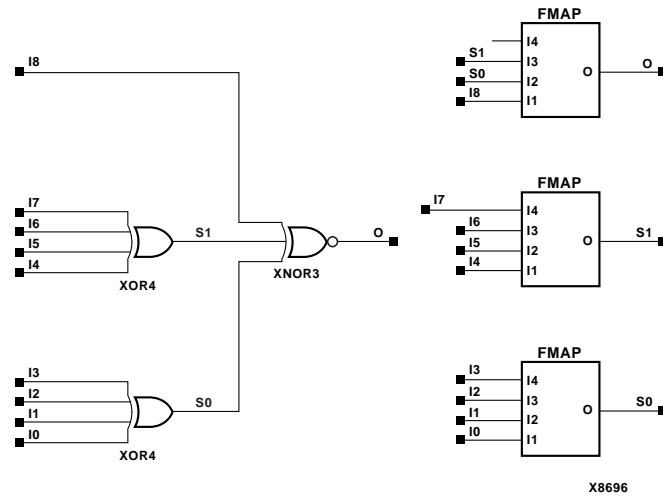 I8
I7
I6
I5
I4
XOR4
S1
O
XNOR3
I3
I2
I1
I0
XOR4
S0
FMAP
I4
S1
I3
S0
I2
I8
I1
O
O
FMAP
I7
I4
I6
I3
I5
I2
I4
I1
O
S1
FMAP
I3
I4
I2
I3
I1
I2
I0
I1
O
S0
X8696